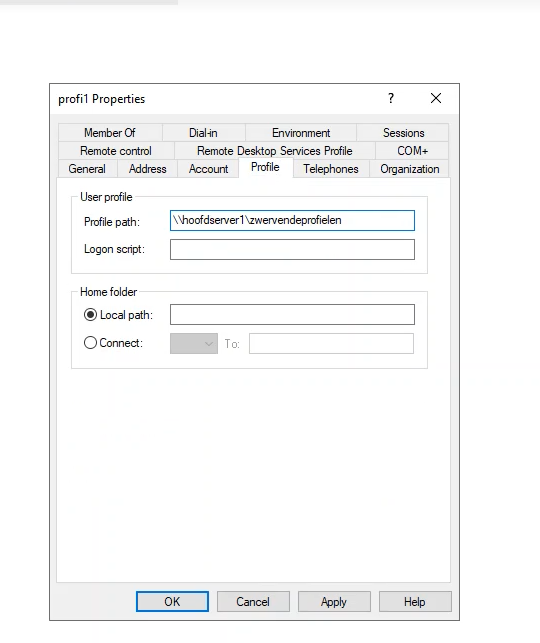 profi1 Properties ?
Member Of Dial-in Environment Sessions
Remote control Remote Desktop Services Profile COM+
General Address Account Profile Telephones Organization
User profile
Profile path: \\hoofdserver1\zwervendeprofielen
Logon script:
Home folder
Local path:
Connect: To:
OK Cancel Apply Help